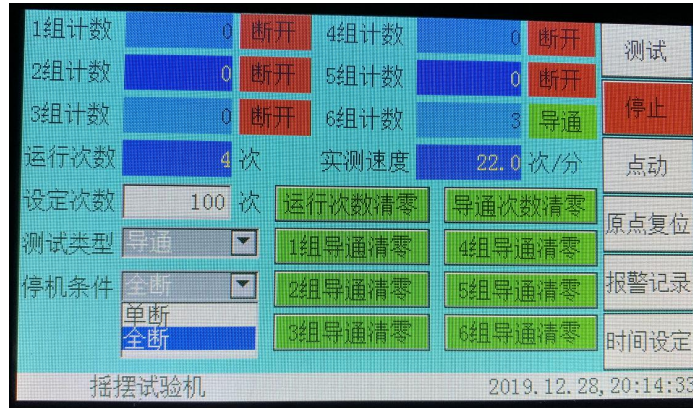 1组计数 0 断开 4组计数 0 断开 测试
2组计数 0 断开 5组计数 0 断开
3组计数 0 断开 6组计数 3 导通 停止
运行次数 4 次 实测速度 22.0 次/分 点动
设定次数 100 次 运行次数清零 导通次数清零 原点复位
测试类型 导通 1组导通清零 4组导通清零
停机条件 全断 2组导通清零 5组导通清零 报警记录
单断
全断 3组导通清零 6组导通清零 时间设定
摇摆试验机 2019.12.28,20:14:33